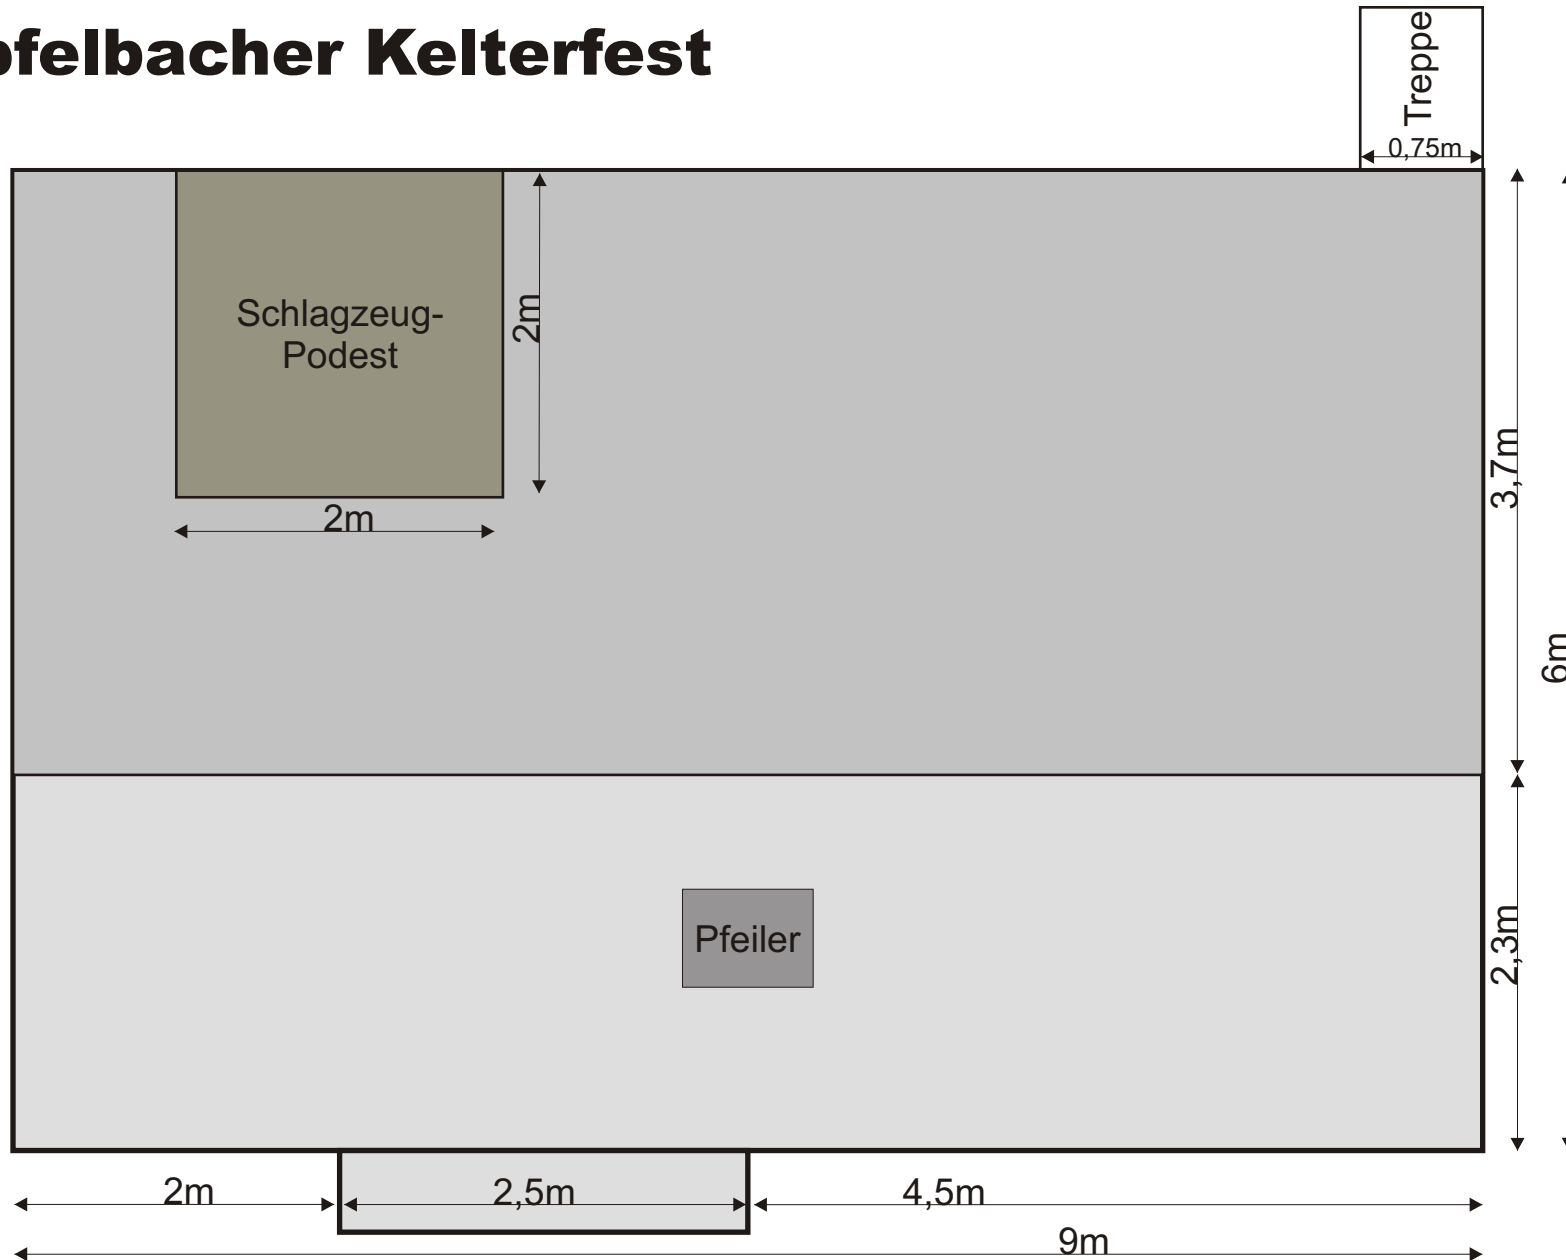 pfelbacher Kelterfest
Treppe
0,75m
Schlagzeug-
Podest
2m
2m
3,7m
6m
Pfeiler
2,3m
2m
2,5m
4,5m
9m